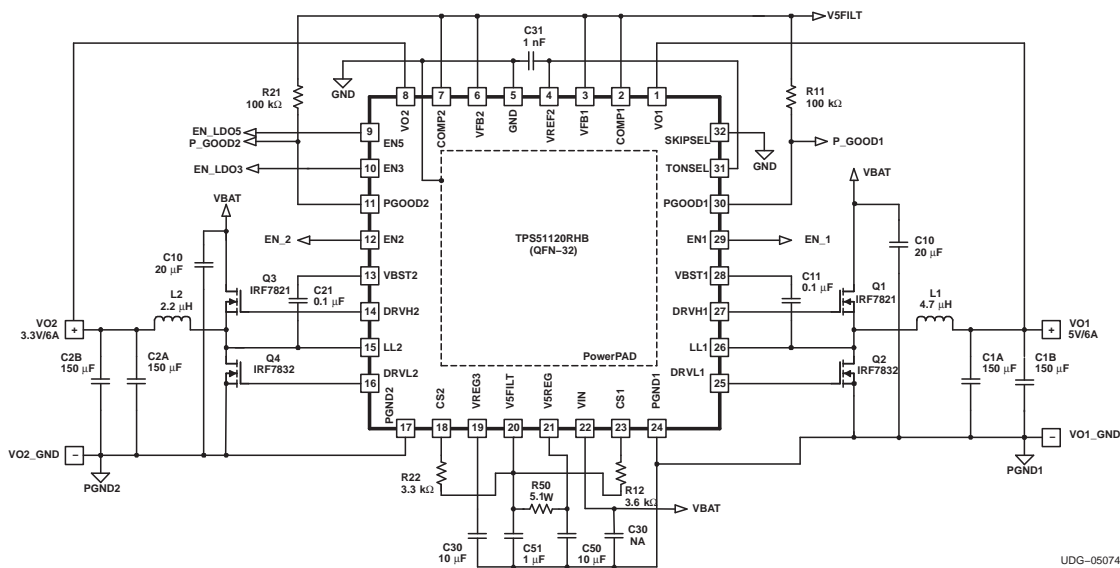 V5FILT
C31
1 nF
GND
R21
100 kΩ
R11
100 kΩ
8
7
6
5
4
3
2
1
VO2
COMP2
VFB2
GND
VREF2
VFB1
COMP1
VO1
EN_LDO5
P_GOOD2
EN_LDO3
9
EN5
10
EN3
11
PGOOD2
EN_2
12
EN2
13
VBST2
14
DRVH2
15
LL2
16
DRVL2
32
SKIPSEL
GND
31
TONSEL
P_GOOD1
30
PGOOD1
29
EN1
EN_1
28
VBST1
27
DRVH1
26
LL1
25
DRVL1
TPS51120RHB
(QFN–32)
PowerPAD
VBAT
C10
20 μF
Q3
IRF7821
C21
0.1 μF
L2
2.2 μH
VO2
3.3V/6A
+
C2B
150 μF
C2A
150 μF
Q4
IRF7832
VO2_GND
–
PGND2
VBAT
C10
20 μF
C11
0.1 μF
Q1
IRF7821
L1
4.7 μH
+
VO1
5V/6A
Q2
IRF7832
C1A
150 μF
C1B
150 μF
–
VO1_GND
PGND1
PGND2
CS2
VREG3
V5FILT
V5REG
VIN
CS1
PGND1
17
18
19
20
21
22
23
24
R22
3.3 kΩ
R50
5.1W
R12
3.6 kΩ
VBAT
C30
10 μF
C51
1 μF
C50
10 μF
C30
NA
UDG–05074